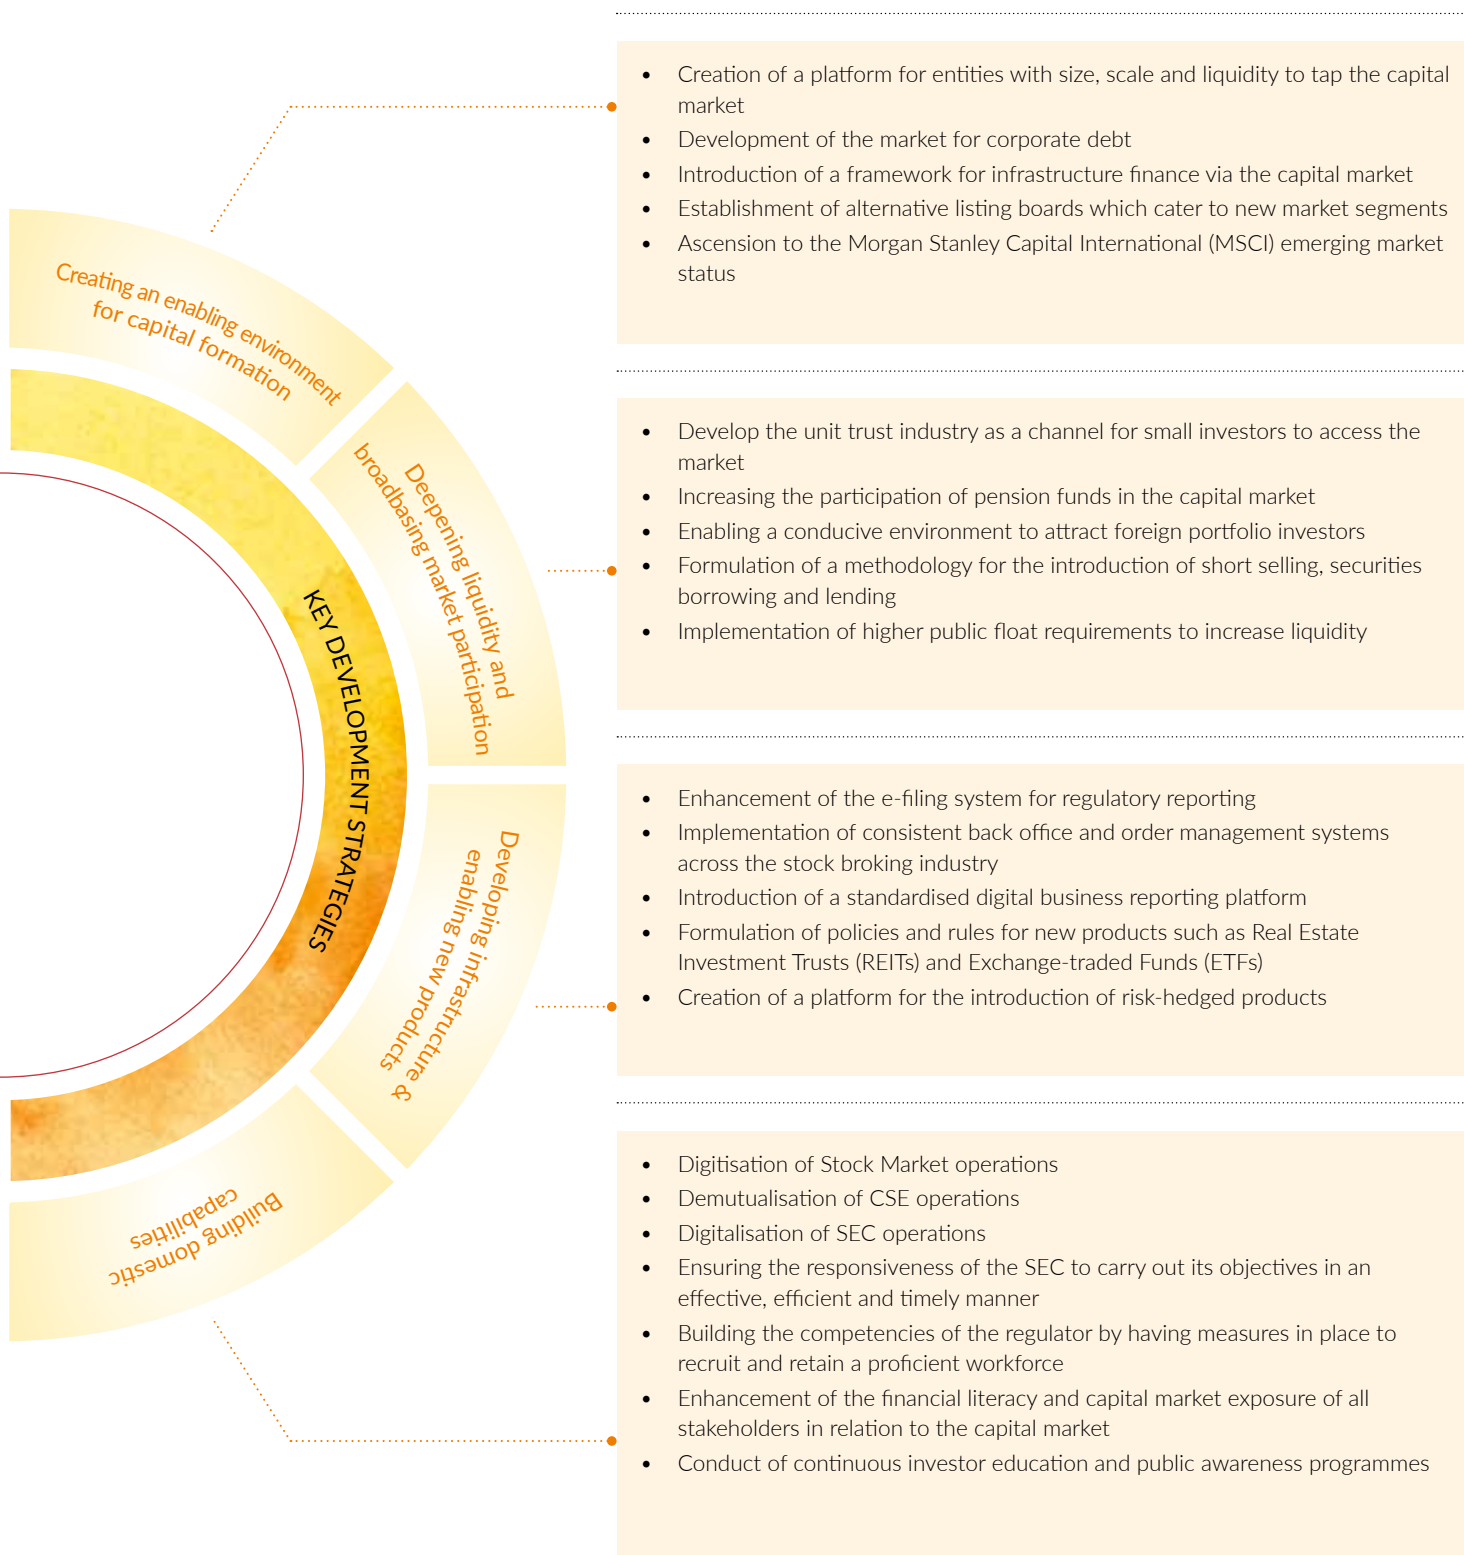 Creating an enabling environment
for capital formation
• Creation of a platform for entities with size, scale and liquidity to tap the capital
market
• Development of the market for corporate debt
• Introduction of a framework for infrastructure finance via the capital market
• Establishment of alternative listing boards which cater to new market segments
• Ascension to the Morgan Stanley Capital International (MSCI) emerging market
status
Deepening liquidity and
broadbasing market participation
• Develop the unit trust industry as a channel for small investors to access the
market
• Increasing the participation of pension funds in the capital market
• Enabling a conducive environment to attract foreign portfolio investors
• Formulation of a methodology for the introduction of short selling, securities
borrowing and lending
• Implementation of higher public float requirements to increase liquidity
KEY DEVELOPMENT STRATEGIES
Developing infrastructure &
enabling new products
• Enhancement of the e-filing system for regulatory reporting
• Implementation of consistent back office and order management systems
across the stock broking industry
• Introduction of a standardised digital business reporting platform
• Formulation of policies and rules for new products such as Real Estate
Investment Trusts (REITs) and Exchange-traded Funds (ETFs)
• Creation of a platform for the introduction of risk-hedged products
Building domestic
capabilities
• Digitisation of Stock Market operations
• Demutualisation of CSE operations
• Digitalisation of SEC operations
• Ensuring the responsiveness of the SEC to carry out its objectives in an
effective, efficient and timely manner
• Building the competencies of the regulator by having measures in place to
recruit and retain a proficient workforce
• Enhancement of the financial literacy and capital market exposure of all
stakeholders in relation to the capital market
• Conduct of continuous investor education and public awareness programmes